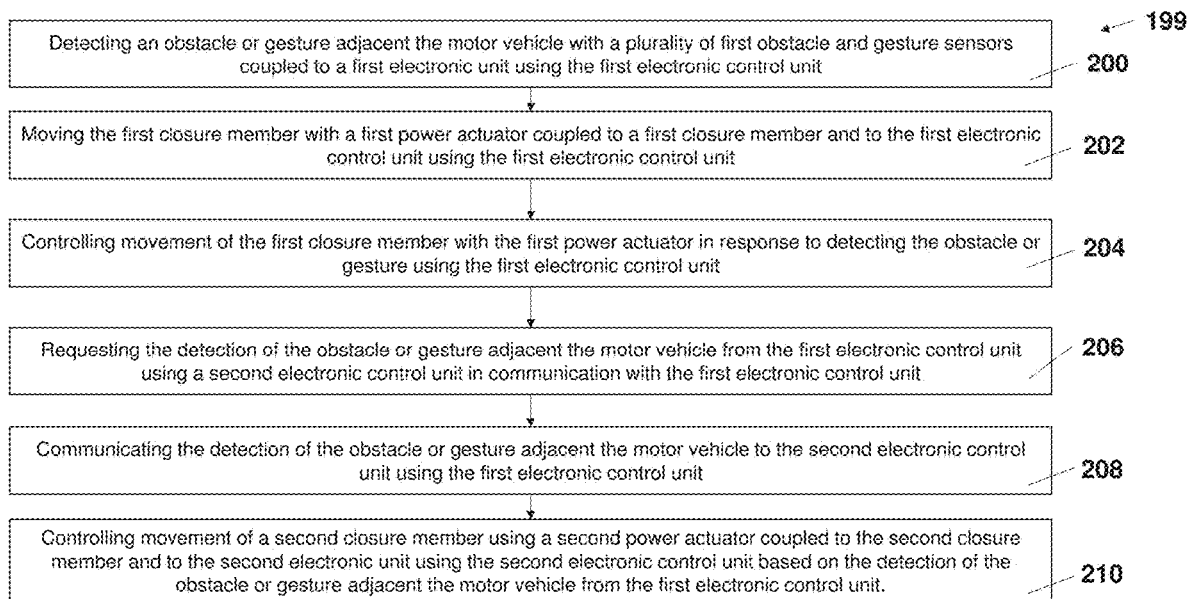 199
Detecting an obstacle or gesture adjacent the motor vehicle with a plurality of first obstacle and gesture sensors
coupled to a first electronic unit using the first electronic control unit
200
Moving the first closure member with a first power actuator coupled to a first closure member and to the first electronic
control unit using the first electronic control unit
202
Controlling movement of the first closure member with the first power actuator in response to detecting the obstacle or
gesture using the first electronic control unit
204
Requesting the detection of the obstacle or gesture adjacent the motor vehicle from the first electronic control unit
using a second electronic control unit in communication with the first electronic control unit
206
Communicating the detection of the obstacle or gesture adjacent the motor vehicle to the second electronic control
unit using the first electronic control unit
208
Controlling movement of a second closure member using a second power actuator coupled to the second closure
member and to the second electronic unit using the second electronic control unit based on the detection of the
obstacle or gesture adjacent the motor vehicle from the first electronic control unit.
210